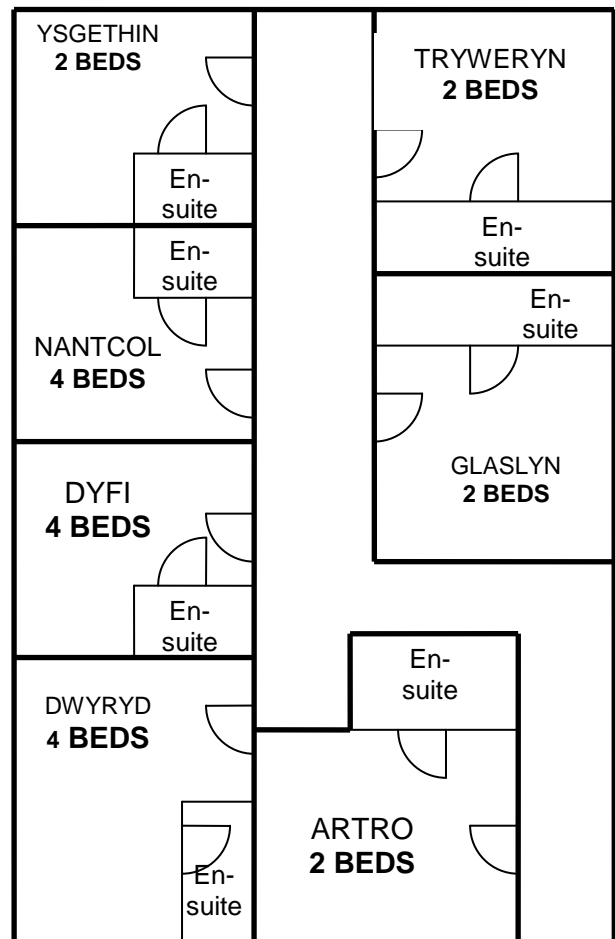 YSGETHIN
2 BEDS
En-
suite
En-
suite
NANTCOL
4 BEDS
DYFI
4 BEDS
En-
suite
DWYRYD
4 BEDS
En-
suite
TRYWERYN
2 BEDS
En-
suite
En-
suite
GLASLYN
2 BEDS
En-
suite
ARTRO
2 BEDS